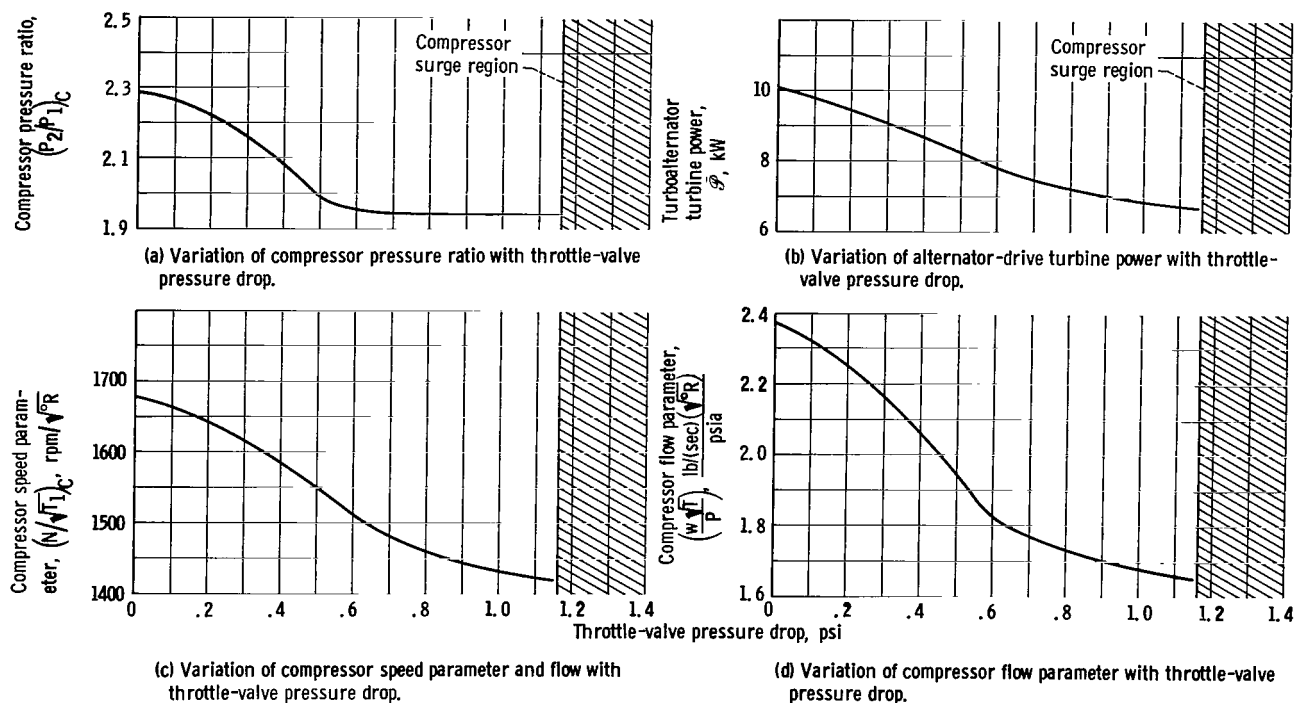 Compressor pressure ratio,
(P2/P1)C
2.5
2.3
2.1
1.9
Compressor
surge region
(a) Variation of compressor pressure ratio with throttle-valve
pressure drop.
Turboalternator
turbine power,
𝒫, kW
10
8
6
Compressor
surge region
(b) Variation of alternator-drive turbine power with throttle-
valve pressure drop.
Compressor speed param-
eter, (N/√T1)C, rpm/√°R
1700
1600
1500
1400
0 .2 .4 .6 .8 1.0 1.2 1.4
(c) Variation of compressor speed parameter and flow with
throttle-valve pressure drop.
Compressor flow parameter,
(w√T/P), lb/(sec)(√°R)/psia
2.4
2.2
2.0
1.8
1.6
0 .2 .4 .6 .8 1.0 1.2 1.4
Throttle-valve pressure drop, psi
(d) Variation of compressor flow parameter with throttle-valve
pressure drop.